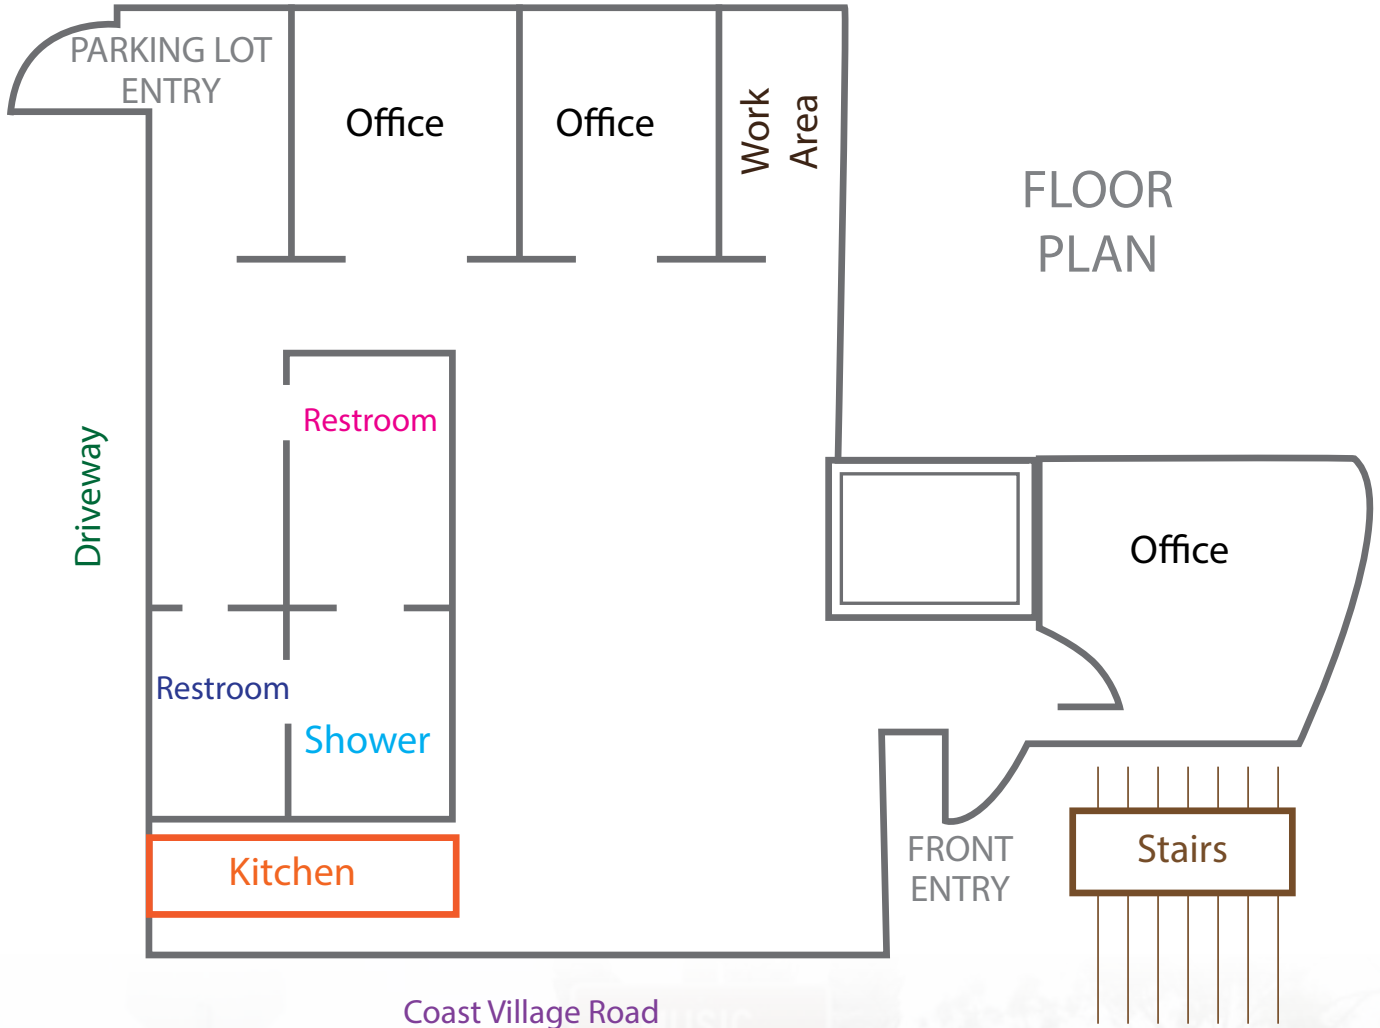 PARKING LOT
ENTRY
Office
Office
Work
Area
FLOOR
PLAN
Restroom
Driveway
Office
Restroom
Shower
Kitchen
FRONT
ENTRY
Stairs
Coast Village Road